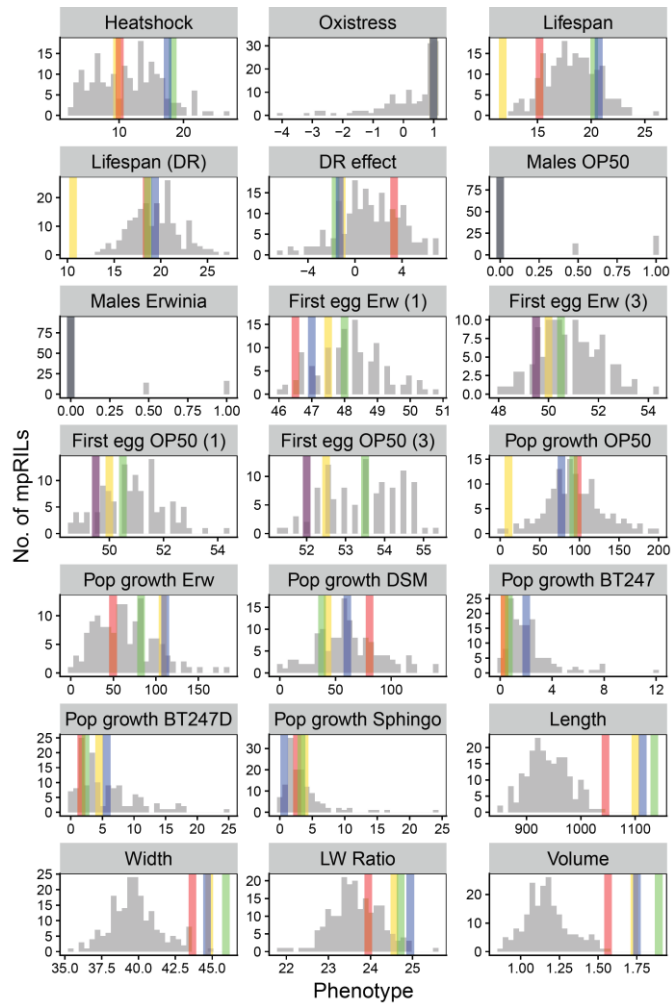 Heatshock Oxistress Lifespan
15 10 5 0 30 20 10 0 15 10 5 0
10 20 −4 −3 −2 −1 0 1 15 20 25
Lifespan (DR) DR effect Males OP50
20 10 0 15 10 5 0 75 50 25 0
10 15 20 25 −4 0 4 0.00 0.25 0.50 0.75 1.00
Males Erwinia First egg Erw (1) First egg Erw (3)
75 50 25 0 15 10 5 0 10.0 7.5 5.0 2.5 0.0
0.00 0.25 0.50 0.75 1.00 46 47 48 49 50 51 48 50 52 54
First egg OP50 (1) First egg OP50 (3) Pop growth OP50
10 5 0 10 5 0 15 10 5 0
50 52 54 52 53 54 55 0 50 100 150 200
Pop growth Erw Pop growth DSM Pop growth BT247
10 5 0 15 10 5 0 25 20 15 10 5 0
0 50 100 150 0 50 100 0 4 8 12
Pop growth BT247D Pop growth Sphingo Length
25 20 15 10 5 0 30 20 10 0 20 15 10 5 0
0 5 10 15 20 25 0 5 10 15 20 25 900 1000 1100
Width LW Ratio Volume
25 20 15 10 5 0 20 15 10 5 0 20 10 0
35.0 37.5 40.0 42.5 45.0 22 23 24 25 1.00 1.25 1.50 1.75
No. of mpRILs
Phenotype